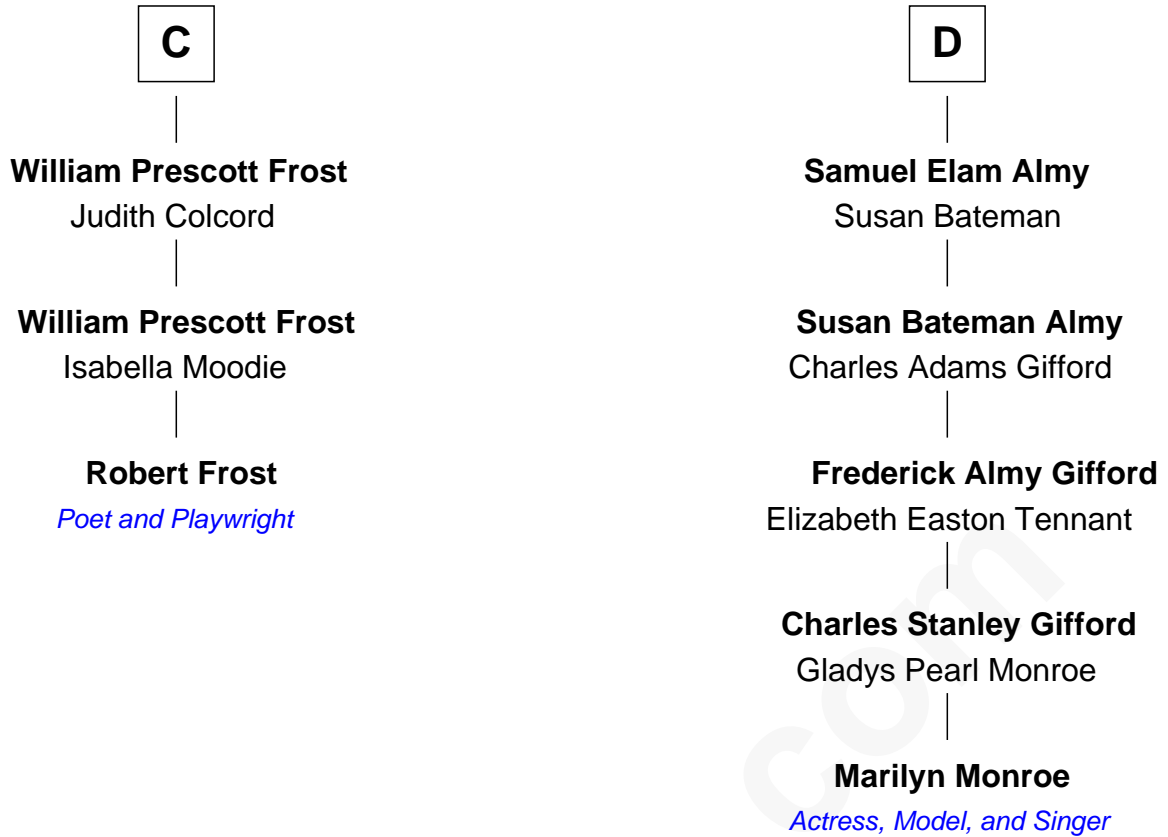 C
William Prescott Frost
Judith Colcord
William Prescott Frost
Isabella Moodie
Robert Frost
Poet and Playwright
D
Samuel Elam Almy
Susan Bateman
Susan Bateman Almy
Charles Adams Gifford
Frederick Almy Gifford
Elizabeth Easton Tennant
Charles Stanley Gifford
Gladys Pearl Monroe
Marilyn Monroe
Actress, Model, and Singer
com